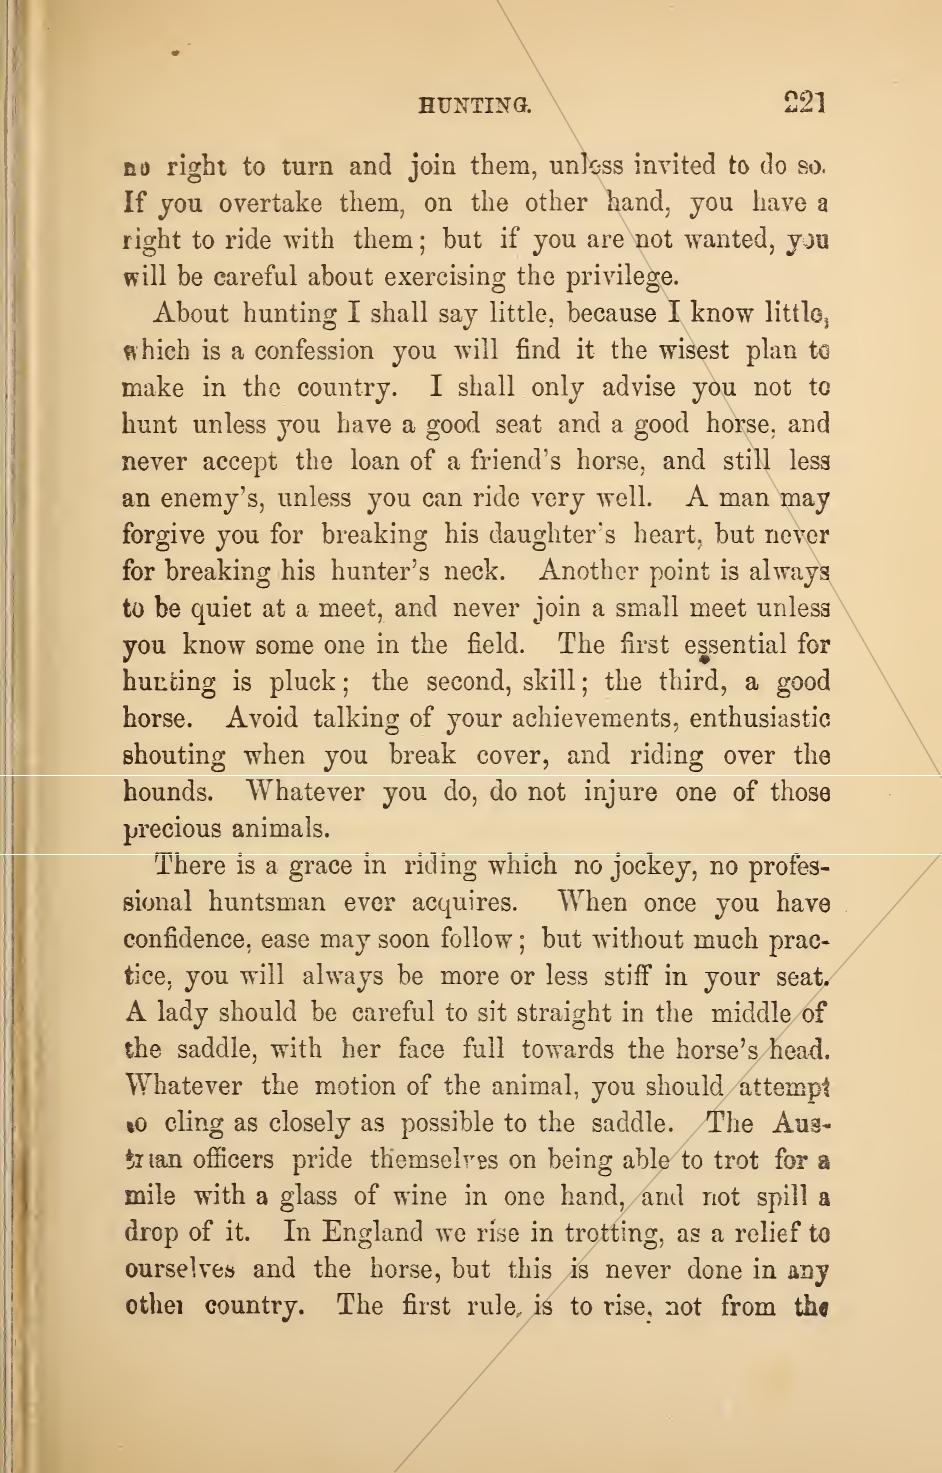 HUNTING. 221
no right to turn and join them, unless invited to do so.
If you overtake them, on the other hand, you have a
right to ride with them; but if you are not wanted, you
will be careful about exercising the privilege.
About hunting I shall say little, because I know little,
which is a confession you will find it the wisest plan to
make in the country. I shall only advise you not to
hunt unless you have a good seat and a good horse, and
never accept the loan of a friend's horse, and still less
an enemy's, unless you can ride very well. A man may
forgive you for breaking his daughter's heart, but never
for breaking his hunter's neck. Another point is always
to be quiet at a meet, and never join a small meet unless
you know some one in the field. The first essential for
hunting is pluck; the second, skill; the third, a good
horse. Avoid talking of your achievements, enthusiastic
shouting when you break cover, and riding over the
hounds. Whatever you do, do not injure one of those
precious animals.
There is a grace in riding which no jockey, no profes-
sional huntsman ever acquires. When once you have
confidence, ease may soon follow; but without much prac-
tice, you will always be more or less stiff in your seat.
A lady should be careful to sit straight in the middle of
the saddle, with her face full towards the horse's head.
Whatever the motion of the animal, you should attempt
to cling as closely as possible to the saddle. The Aus-
trian officers pride themselves on being able to trot for a
mile with a glass of wine in one hand, and not spill a
drop of it. In England we rise in trotting, as a relief to
ourselves and the horse, but this is never done in any
other country. The first rule, is to rise, not from the